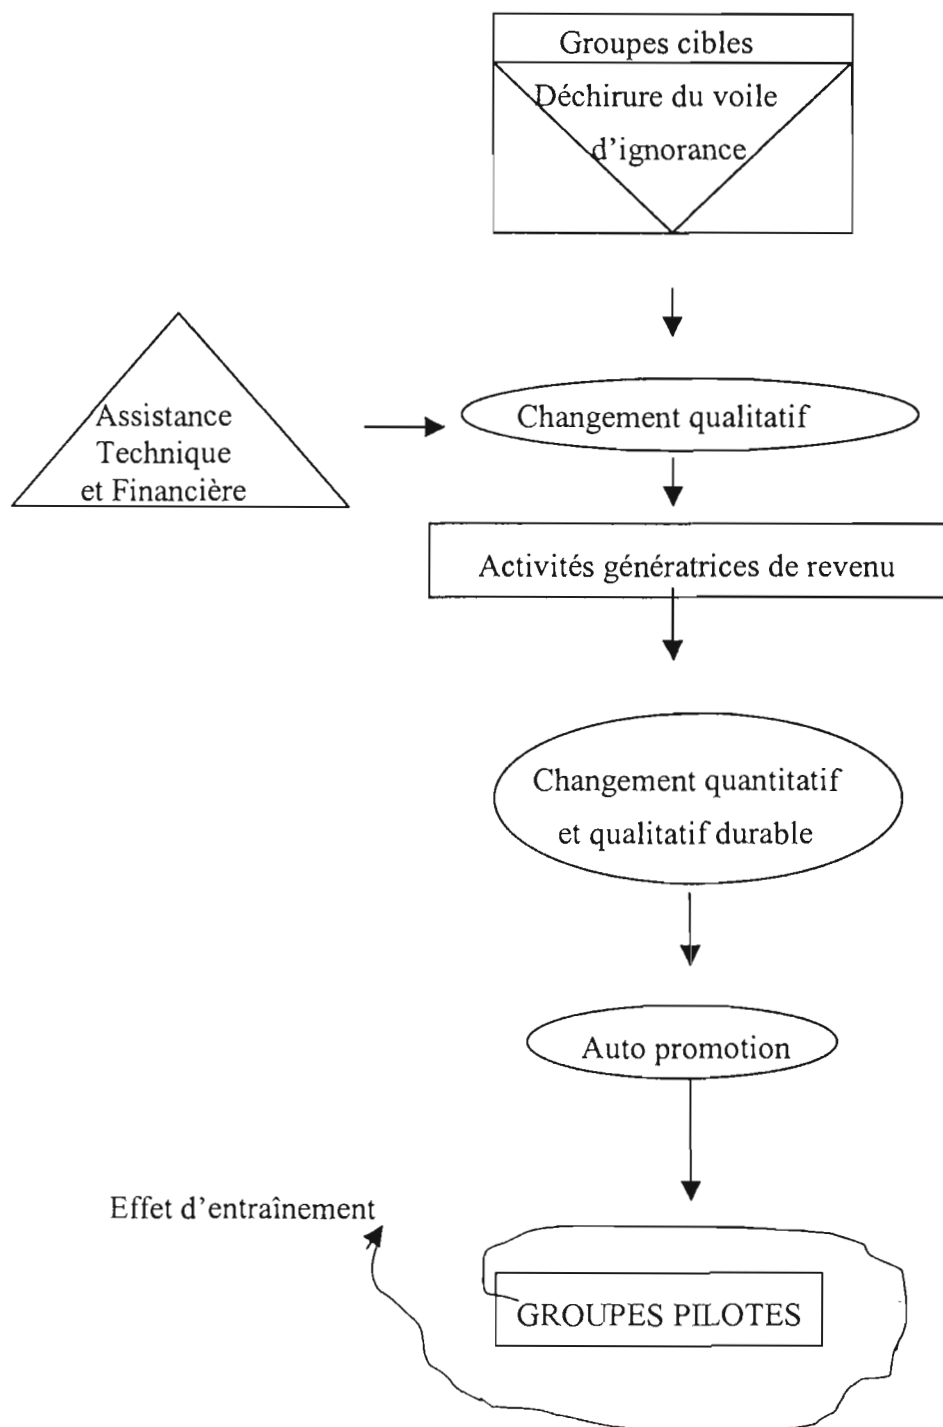 Groupes cibles
Déchirure du voile
d'ignorance
Assistance
Technique
et Financière
Changement qualitatif
Activités génératrices de revenu
Changement quantitatif
et qualitatif durable
Auto promotion
Effet d'entraînement
GROUPES PILOTES